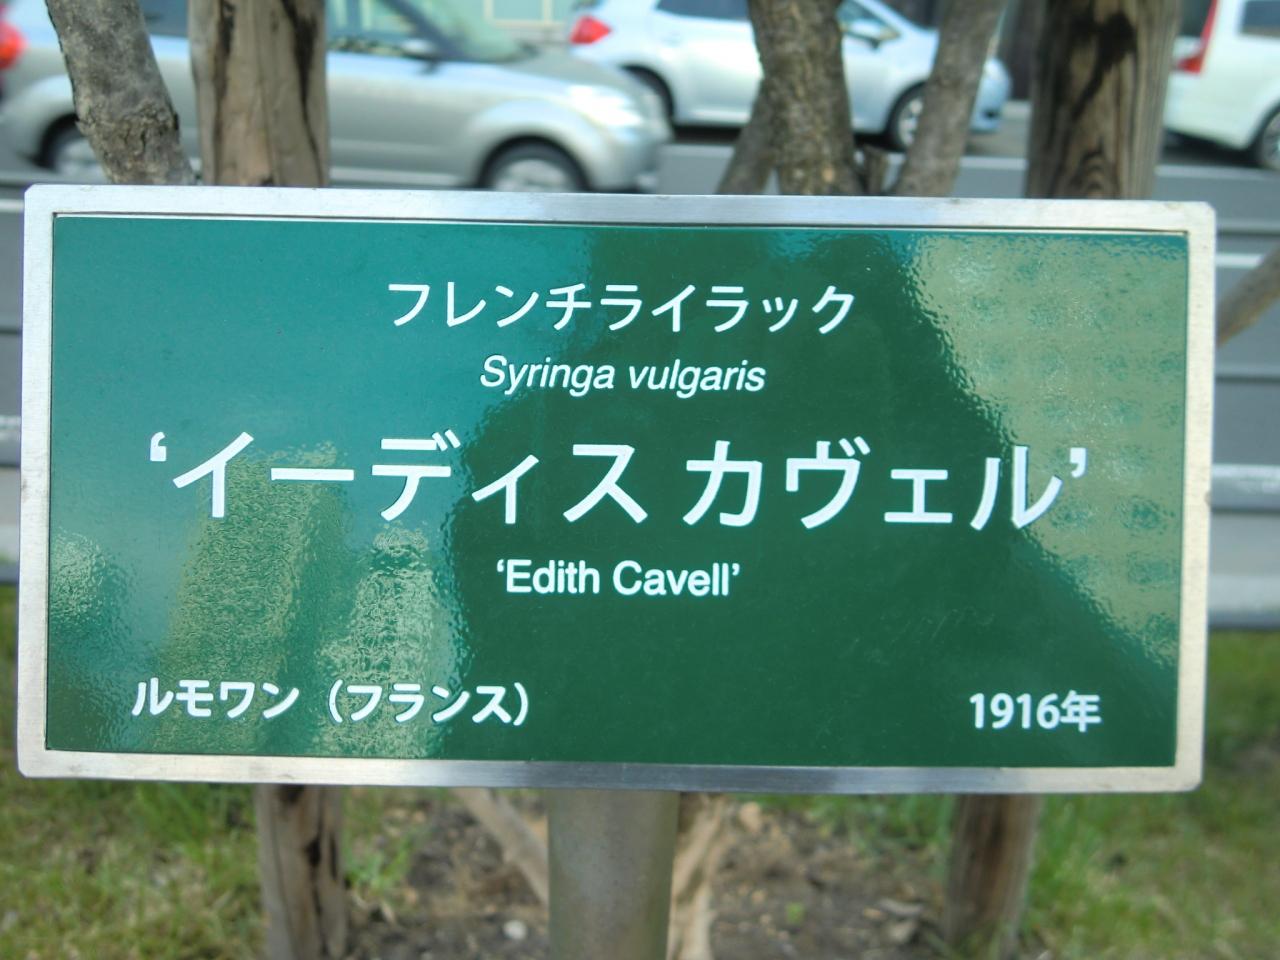 フレンチライラック
Syringa vulgaris
‘イーディス カヴェル’
‘Edith Cavell’
ルモワン（フランス）
1916年